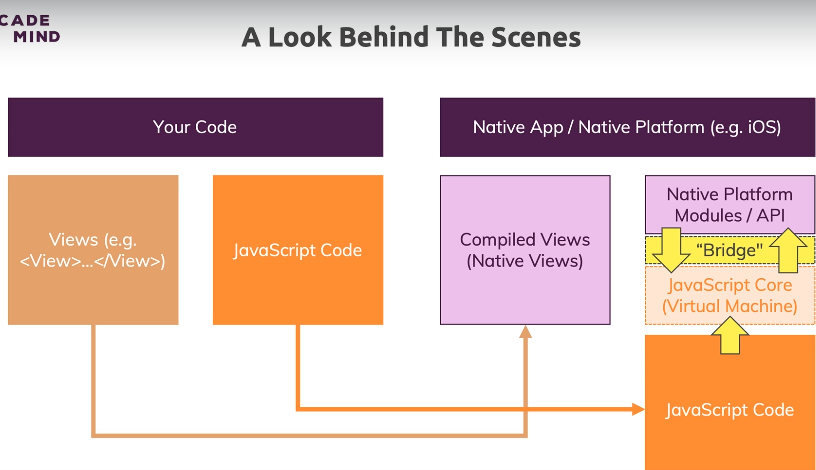 CADE
MIND
A Look Behind The Scenes
Your Code
Native App / Native Platform (e.g. iOS)
Views (e.g.
<View>...</View>)
JavaScript Code
Compiled Views
(Native Views)
Native Platform
Modules / API
“Bridge"
JavaScript Core
(Virtual Machine)
JavaScript Code